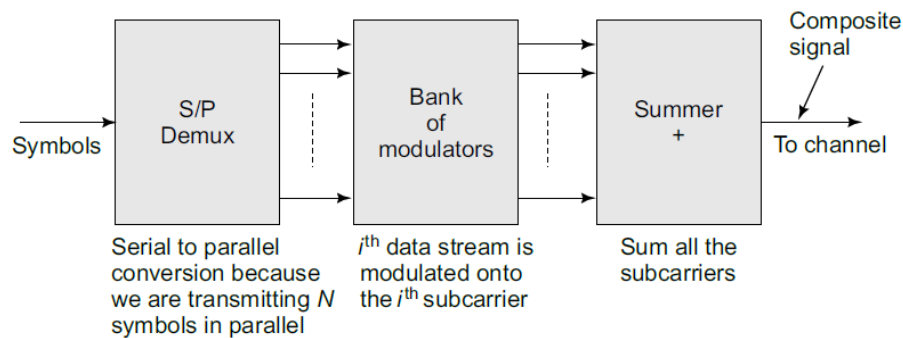 Composite
signal
S/P
Demux
Bank
of
modulators
Summer
+
Symbols
To channel
Serial to parallel
conversion because
we are transmitting N
symbols in parallel
ith data stream is
modulated onto
the ith subcarrier
Sum all the
subcarriers